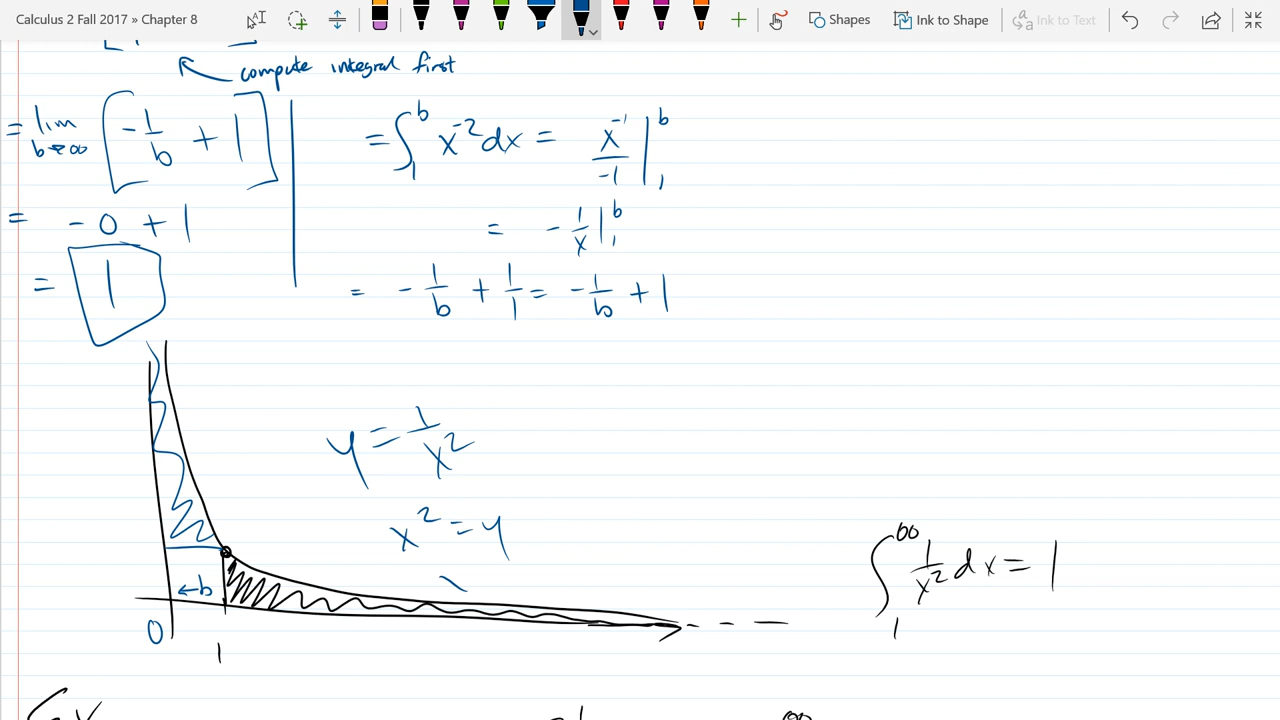 Calculus 2 Fall 2017 » Chapter 8
Shapes
Ink to Shape
Ink to Text
compute integral first
= lim b→∞ [-1/b + 1]
= -0 + 1
= 1
= ∫₁ᵇ x⁻² dx = x⁻¹/-1 |₁ᵇ
= -1/x |₁ᵇ
= -1/b + 1/1 = -1/b + 1
y = 1/x²
x² = y
←b
0
1
∫₁^∞ 1/x² dx = 1